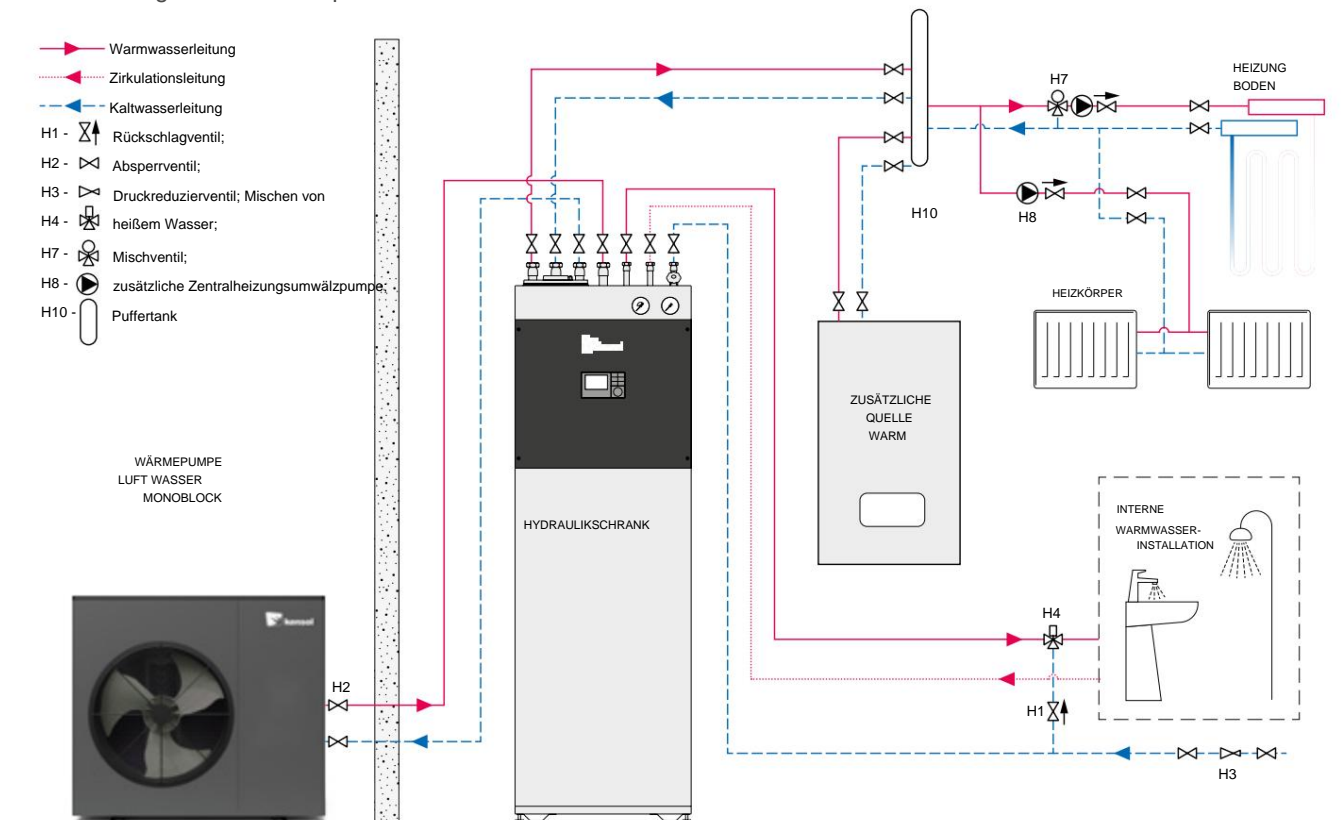 Warmwasserleitung
Zirkulationsleitung
Kaltwasserleitung
H1 - Rückschlagventil;
H2 - Absperrventil;
H3 - Druckreduzierventil; Mischen von
H4 - heißem Wasser;
H7 - Mischventil;
H8 - zusätzliche Zentralheizungsumwälzpumpe;
H10 - Puffertank
WÄRMEPUMPE
LUFT WASSER
MONOBLOCK
H2
HYDRAULIKSCHRANK
H10
H7
H8
HEIZUNG
BODEN
HEIZKÖRPER
ZUSÄTZLICHE
QUELLE
WARM
INTERNE
WARMWASSER-
INSTALLATION
H4
H1
H3